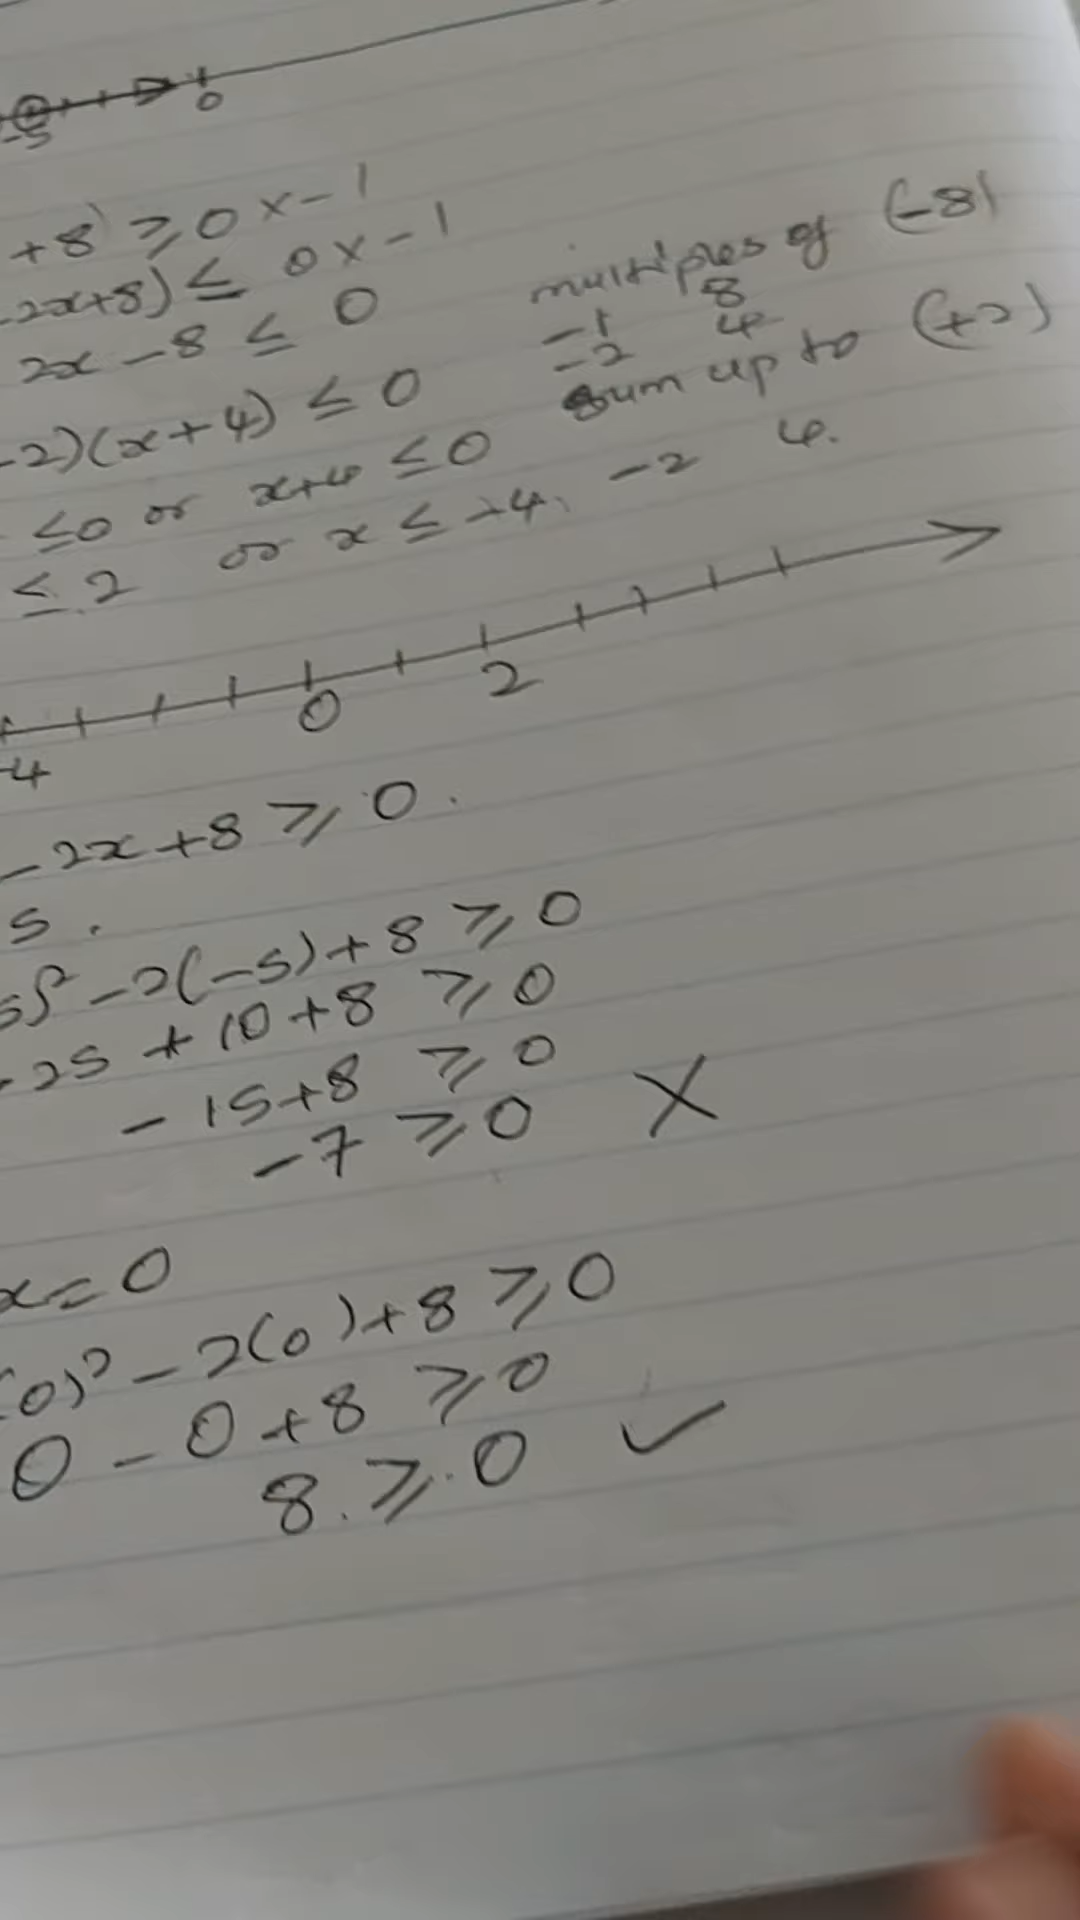 -5 0
+8) ≥ 0 x - 1
-2x+8) ≤ 0 x - 1
2x - 8 ≤ 0
multiples of (-8)
-1 8
-2 4
-2)(x+4) ≤ 0
sum up to (+2)
≤0 or x+4 ≤ 0
-2 4.
≤ 2 or x ≤ -4.
-4 0 2
-2x+8 ≥ 0.
5.
5)² - 2(-5)+8 ≥ 0
-25 + 10+8 ≥ 0
-15+8 ≥ 0
-7 ≥ 0 X
x = 0
(0)² - 2(0)+8 ≥ 0
0 - 0 + 8 ≥ 0
8. ≥. 0 ✓